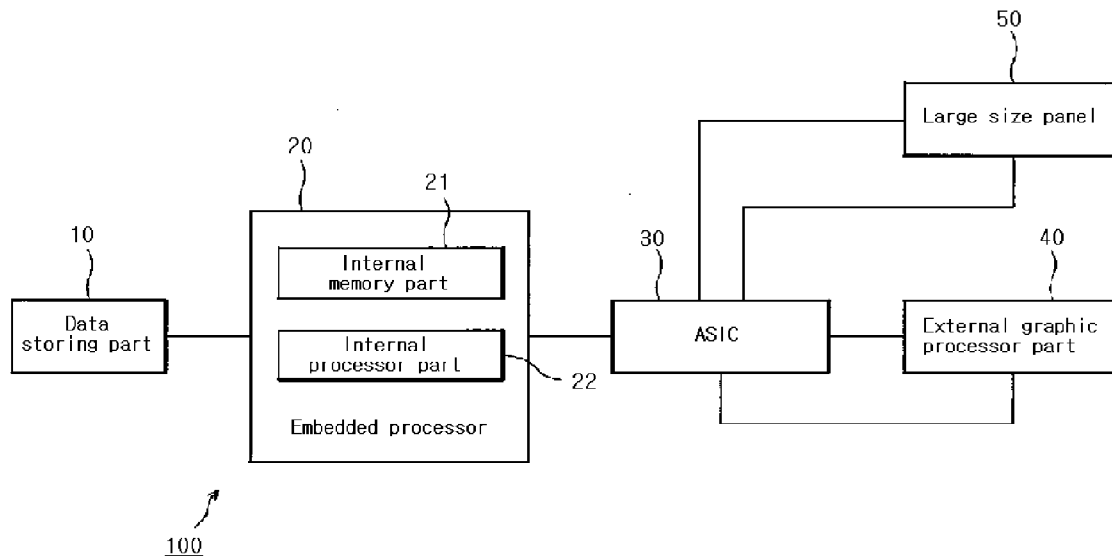 50
Large size panel
20
21
10
30
40
Internal
memory part
Data
storing part
ASIC
External graphic
processor part
Internal
processor part
22
Embedded processor
100